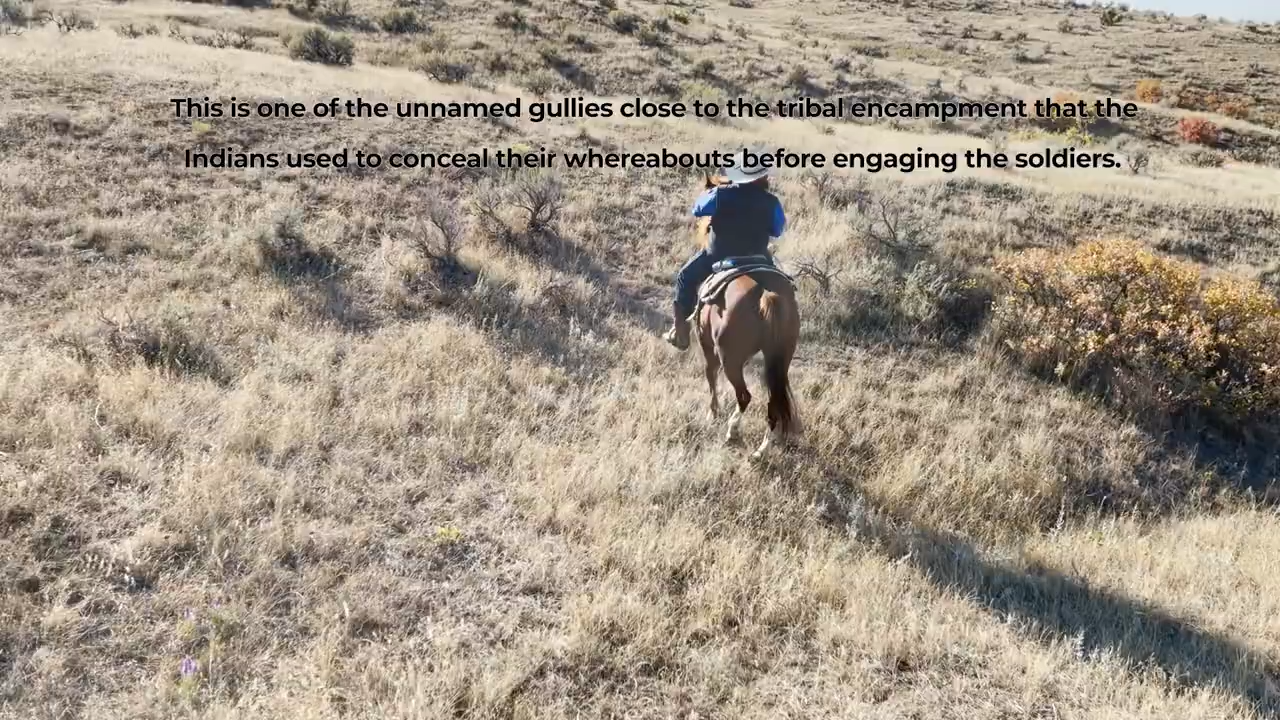 This is one of the unnamed gullies close to the tribal encampment that the
Indians used to conceal their whereabouts before engaging the soldiers.